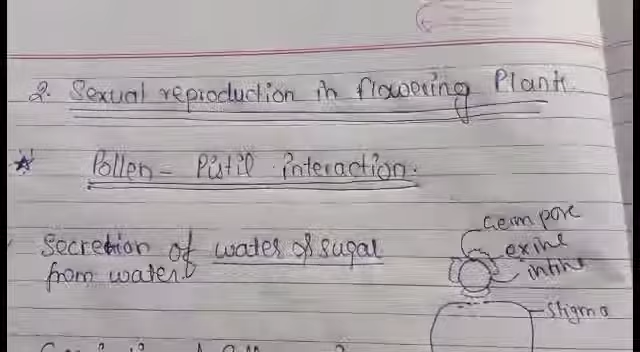 2. Sexual reproduction in flowering Plant.
Pollen - Pistil interaction.
Germ pore
exine
intine
Secretion of water of sugar
from water.
stigma